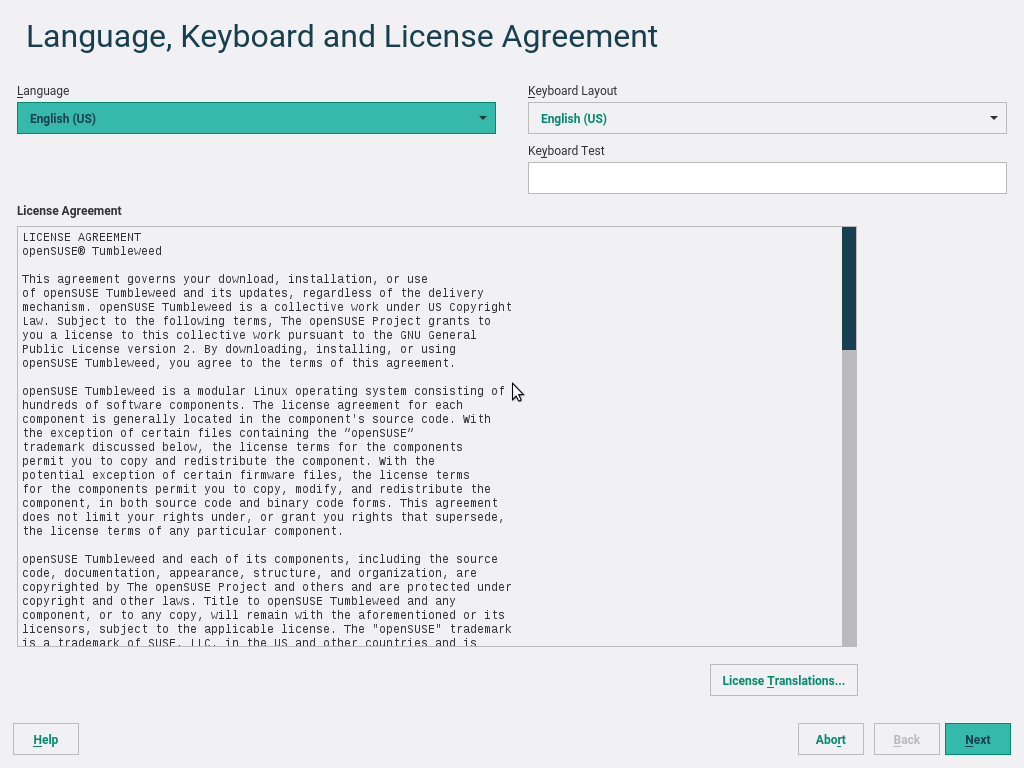 Language, Keyboard and License Agreement
Language
English (US)
Keyboard Layout
English (US)
Keyboard Test
License Agreement
LICENSE AGREEMENT
openSUSE® Tumbleweed
This agreement governs your download, installation, or use
of openSUSE Tumbleweed and its updates, regardless of the delivery
mechanism. openSUSE Tumbleweed is a collective work under US Copyright
Law. Subject to the following terms, The openSUSE Project grants to
you a license to this collective work pursuant to the GNU General
Public License version 2. By downloading, installing, or using
openSUSE Tumbleweed, you agree to the terms of this agreement.
openSUSE Tumbleweed is a modular Linux operating system consisting of
hundreds of software components. The license agreement for each
component is generally located in the component's source code. With
the exception of certain files containing the “openSUSE”
trademark discussed below, the license terms for the components
permit you to copy and redistribute the component. With the
potential exception of certain firmware files, the license terms
for the components permit you to copy, modify, and redistribute the
component, in both source code and binary code forms. This agreement
does not limit your rights under, or grant you rights that supersede,
the license terms of any particular component.
openSUSE Tumbleweed and each of its components, including the source
code, documentation, appearance, structure, and organization, are
copyrighted by The openSUSE Project and others and are protected under
copyright and other laws. Title to openSUSE Tumbleweed and any
component, or to any copy, will remain with the aforementioned or its
licensors, subject to the applicable license. The "openSUSE" trademark
is a trademark of SUSE, LLC. in the US and other countries and is
License Translations...
Help
Abort
Back
Next